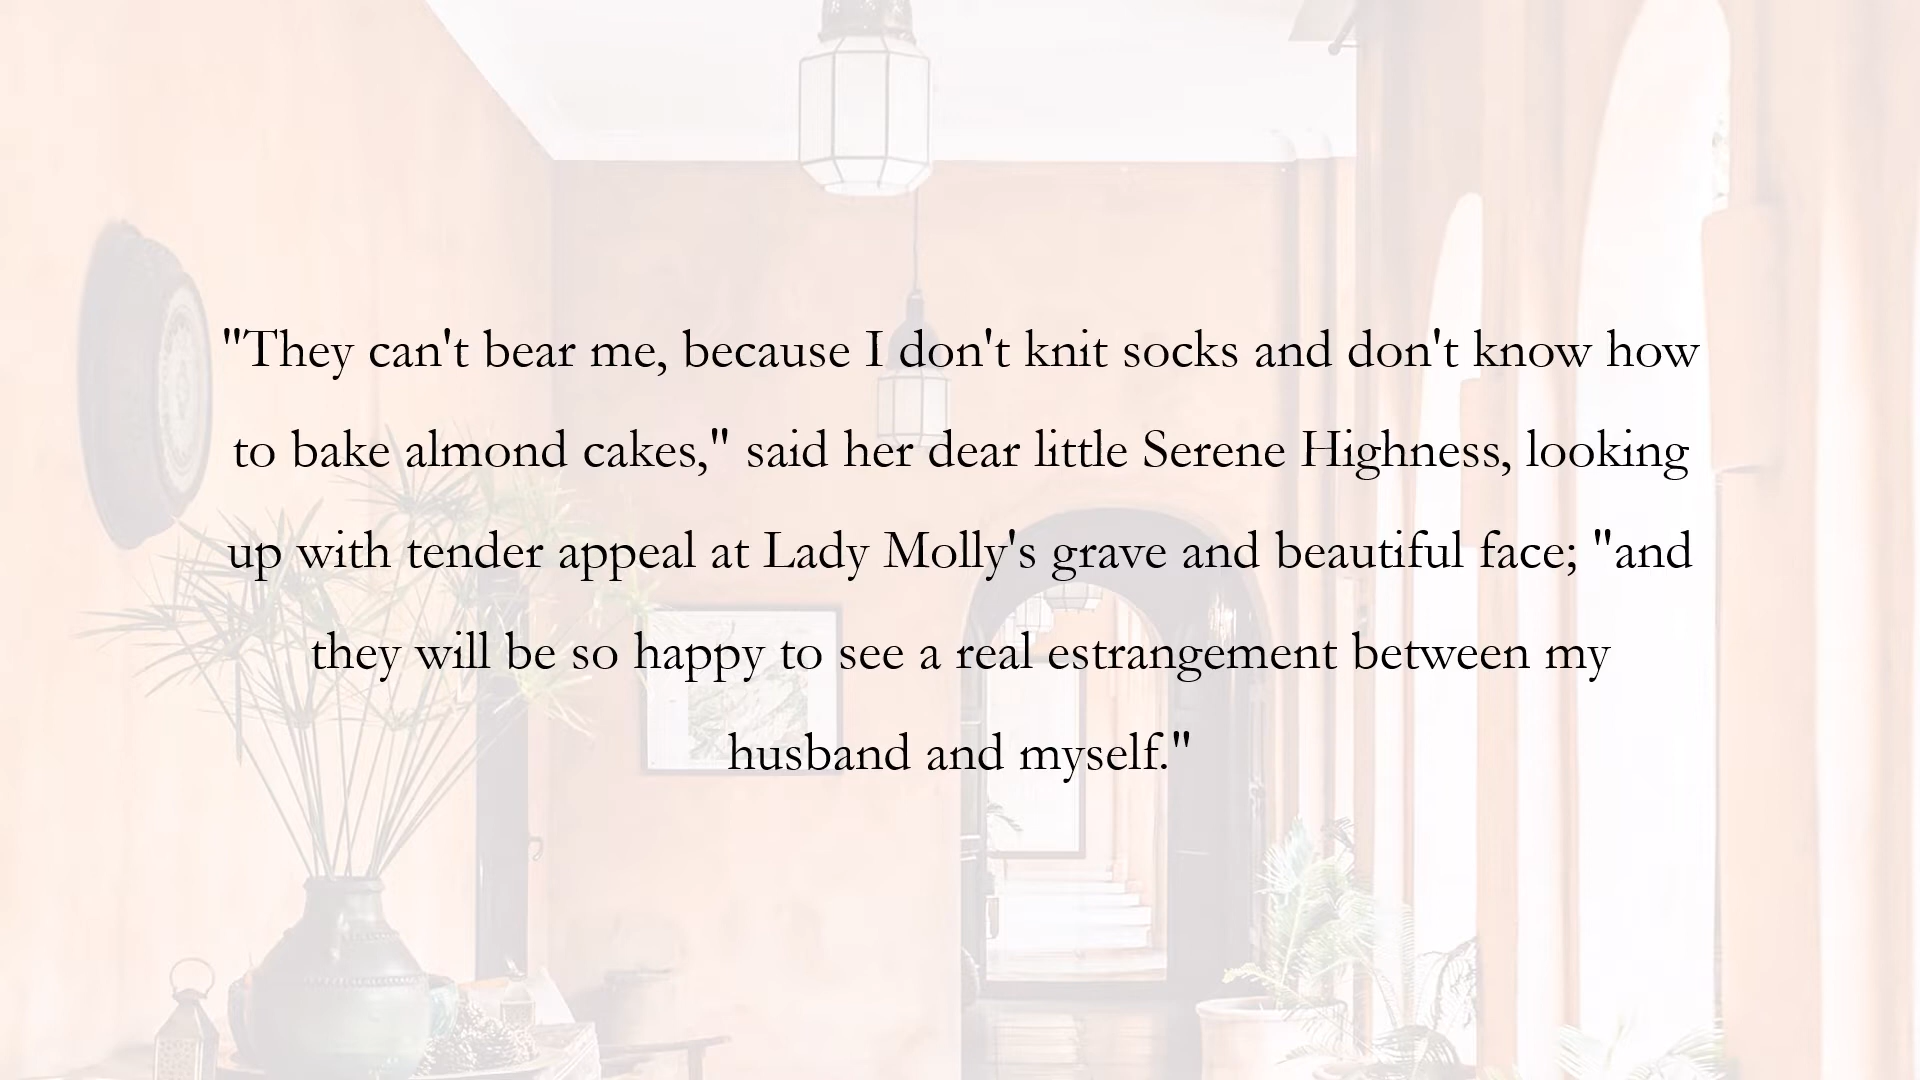 "They can't bear me, because I don't knit socks and don't know how
to bake almond cakes," said her dear little Serene Highness, looking
up with tender appeal at Lady Molly's grave and beautiful face; "and
they will be so happy to see a real estrangement between my
husband and myself."